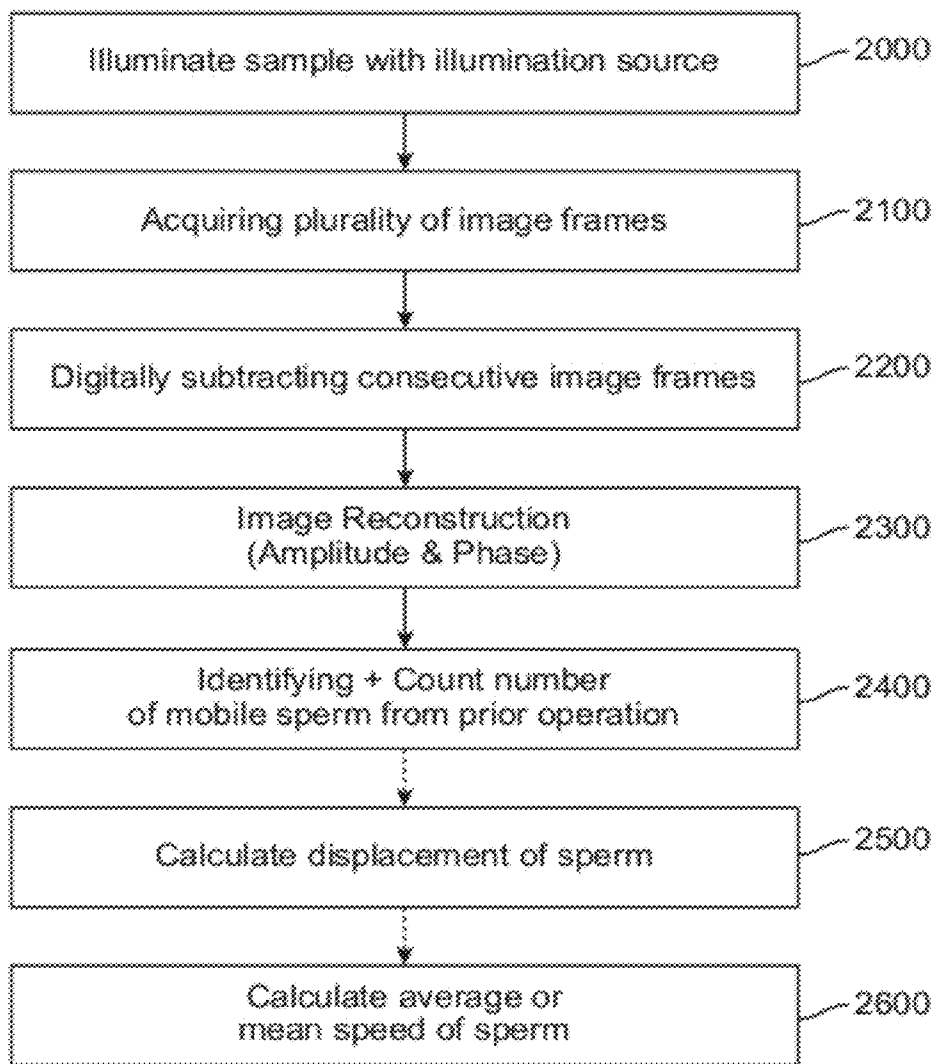 Illuminate sample with illumination source
2000
Acquiring plurality of image frames
2100
Digitally subtracting consecutive image frames
2200
Image Reconstruction
(Amplitude & Phase)
2300
Identifying + Count number
of mobile sperm from prior operation
2400
Calculate displacement of sperm
2500
Calculate average or
mean speed of sperm
2600